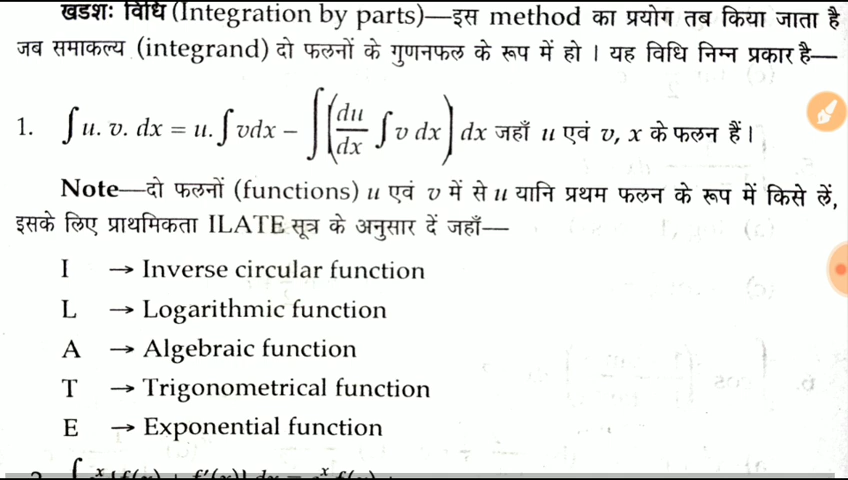 खडशः विधि (Integration by parts)—इस method का प्रयोग तब किया जाता है
जब समाकल्य (integrand) दो फलनों के गुणनफल के रूप में हो । यह विधि निम्न प्रकार है—
1. ∫ u. v. dx = u. ∫ vdx − ∫ (du/dx ∫ v dx) dx जहाँ u एवं v, x के फलन हैं।
Note—दो फलनों (functions) u एवं v में से u यानि प्रथम फलन के रूप में किसे लें,
इसके लिए प्राथमिकता ILATE सूत्र के अनुसार दें जहाँ—
I → Inverse circular function
L → Logarithmic function
A → Algebraic function
T → Trigonometrical function
E → Exponential function